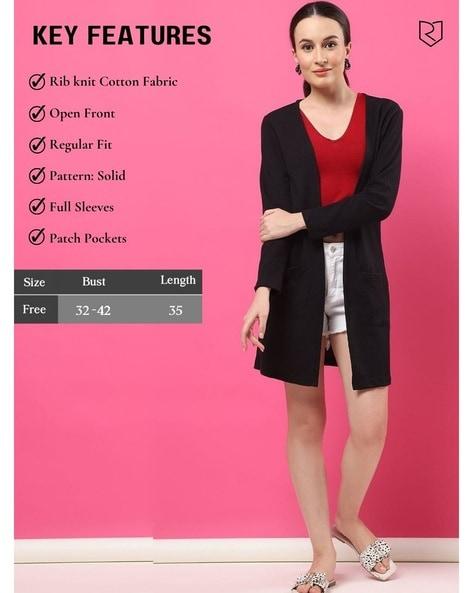 KEY FEATURES
Rib knit Cotton Fabric
Open Front
Regular Fit
Pattern: Solid
Full Sleeves
Patch Pockets
Size Bust Length
Free 32-42 35